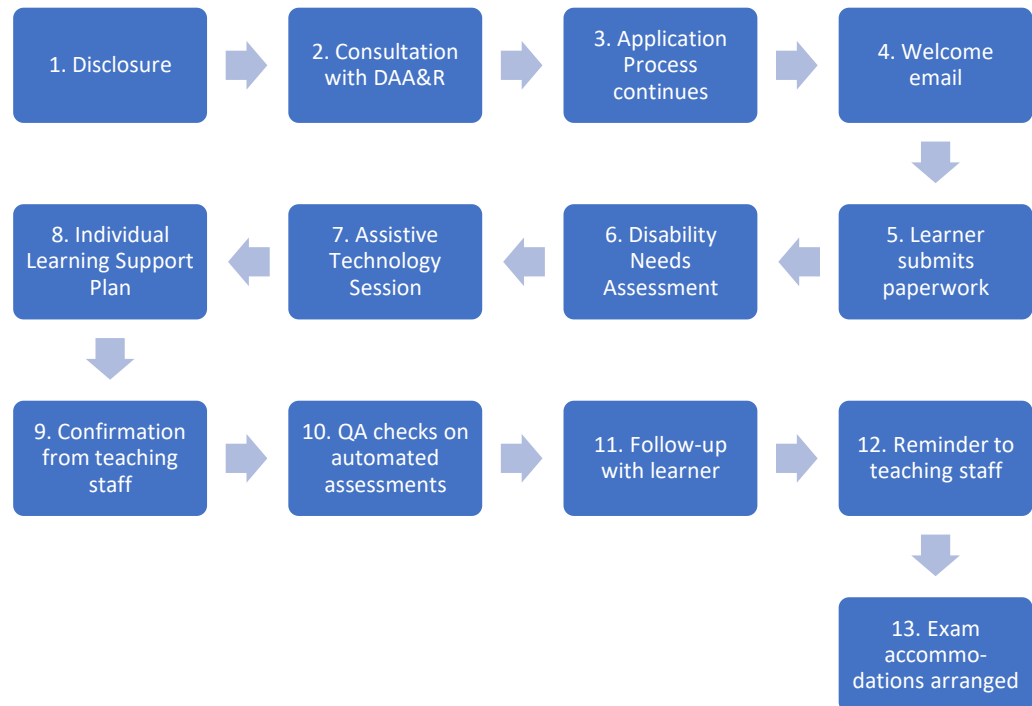 1. Disclosure
2. Consultation
with DAA&R
3. Application
Process
continues
4. Welcome
email
5. Learner
submits
paperwork
6. Disability
Needs
Assessment
7. Assistive
Technology
Session
8. Individual
Learning Support
Plan
9. Confirmation
from teaching
staff
10. QA checks on
automated
assessments
11. Follow-up
with learner
12. Reminder to
teaching staff
13. Exam
accommo-
dations arranged